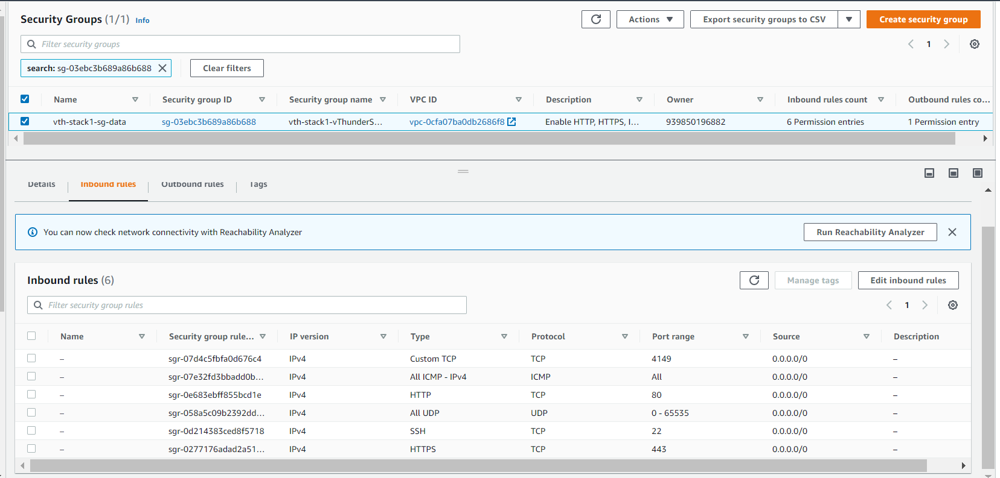 Security Groups (1/1) Info
Actions
Export security groups to CSV
Create security group
Filter security groups
1
search: sg-03ebc3b689a86b688
Clear filters
Name Security group ID Security group name VPC ID Description Owner Inbound rules count Outbound rules co...
vth-stack1-sg-data sg-03ebc3b689a86b688 vth-stack1-vThunderS... vpc-0cfa07ba0db2686f8 Enable HTTP, HTTPS, I... 939850196882 6 Permission entries 1 Permission entry
Details Inbound rules Outbound rules Tags
You can now check network connectivity with Reachability Analyzer
Run Reachability Analyzer
Inbound rules (6)
Manage tags
Edit inbound rules
Filter security group rules
1
Name Security group rule... IP version Type Protocol Port range Source Description
– sgr-07d4c5fbfa0d676c4 IPv4 Custom TCP TCP 4149 0.0.0.0/0 –
– sgr-07e32fd3bbadd0b... IPv4 All ICMP - IPv4 ICMP All 0.0.0.0/0 –
– sgr-0e683ebff855bcd1e IPv4 HTTP TCP 80 0.0.0.0/0 –
– sgr-058a5c09b2392dd... IPv4 All UDP UDP 0 - 65535 0.0.0.0/0 –
– sgr-0d214383ced8f5718 IPv4 SSH TCP 22 0.0.0.0/0 –
– sgr-0277176adad2a51... IPv4 HTTPS TCP 443 0.0.0.0/0 –